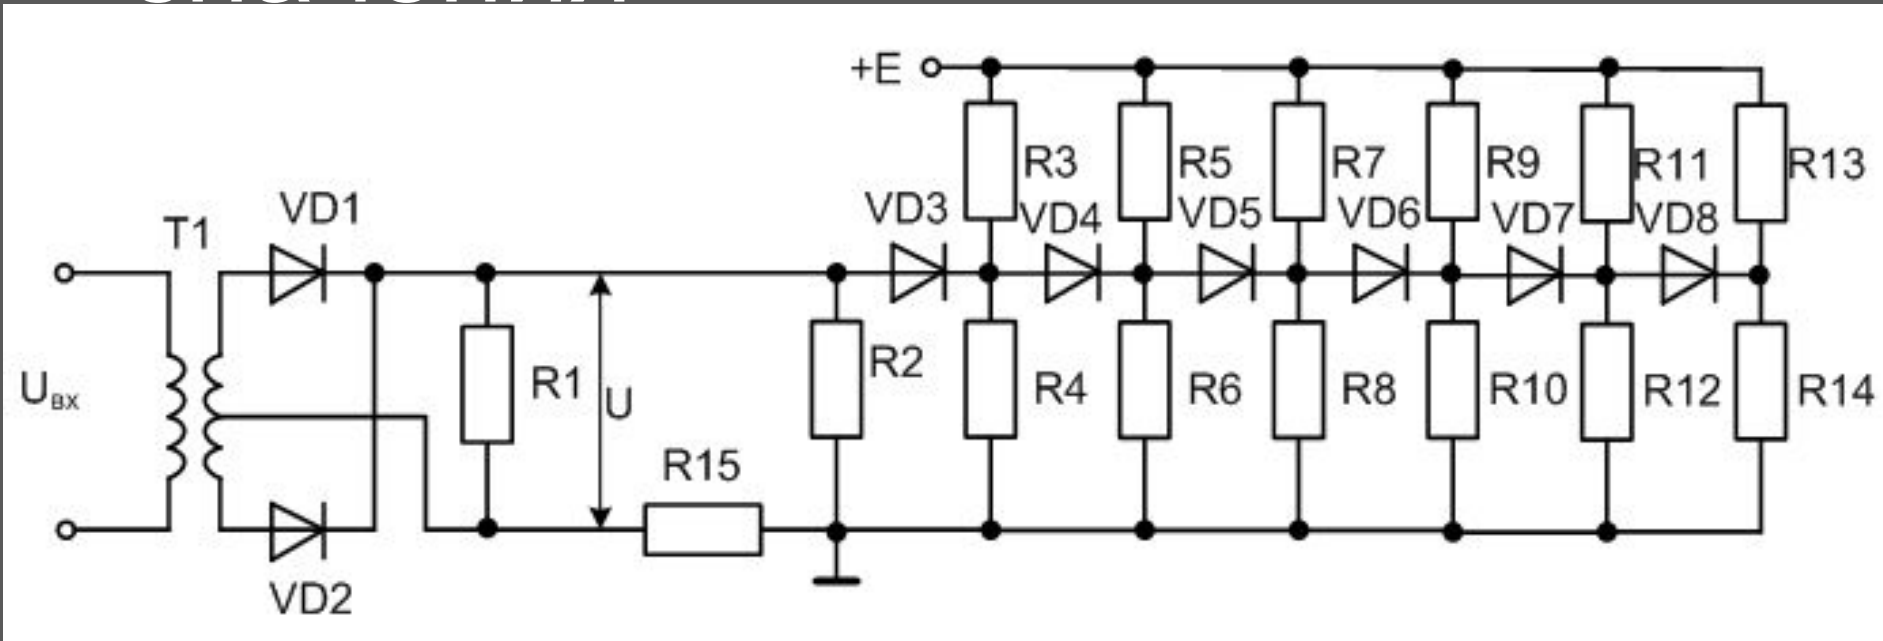 +E
R3 R5 R7 R9 R11 R13
VD1 VD3 VD4 VD5 VD6 VD7 VD8
T1
Uвх
R1 U R2 R4 R6 R8 R10 R12 R14
R15
VD2